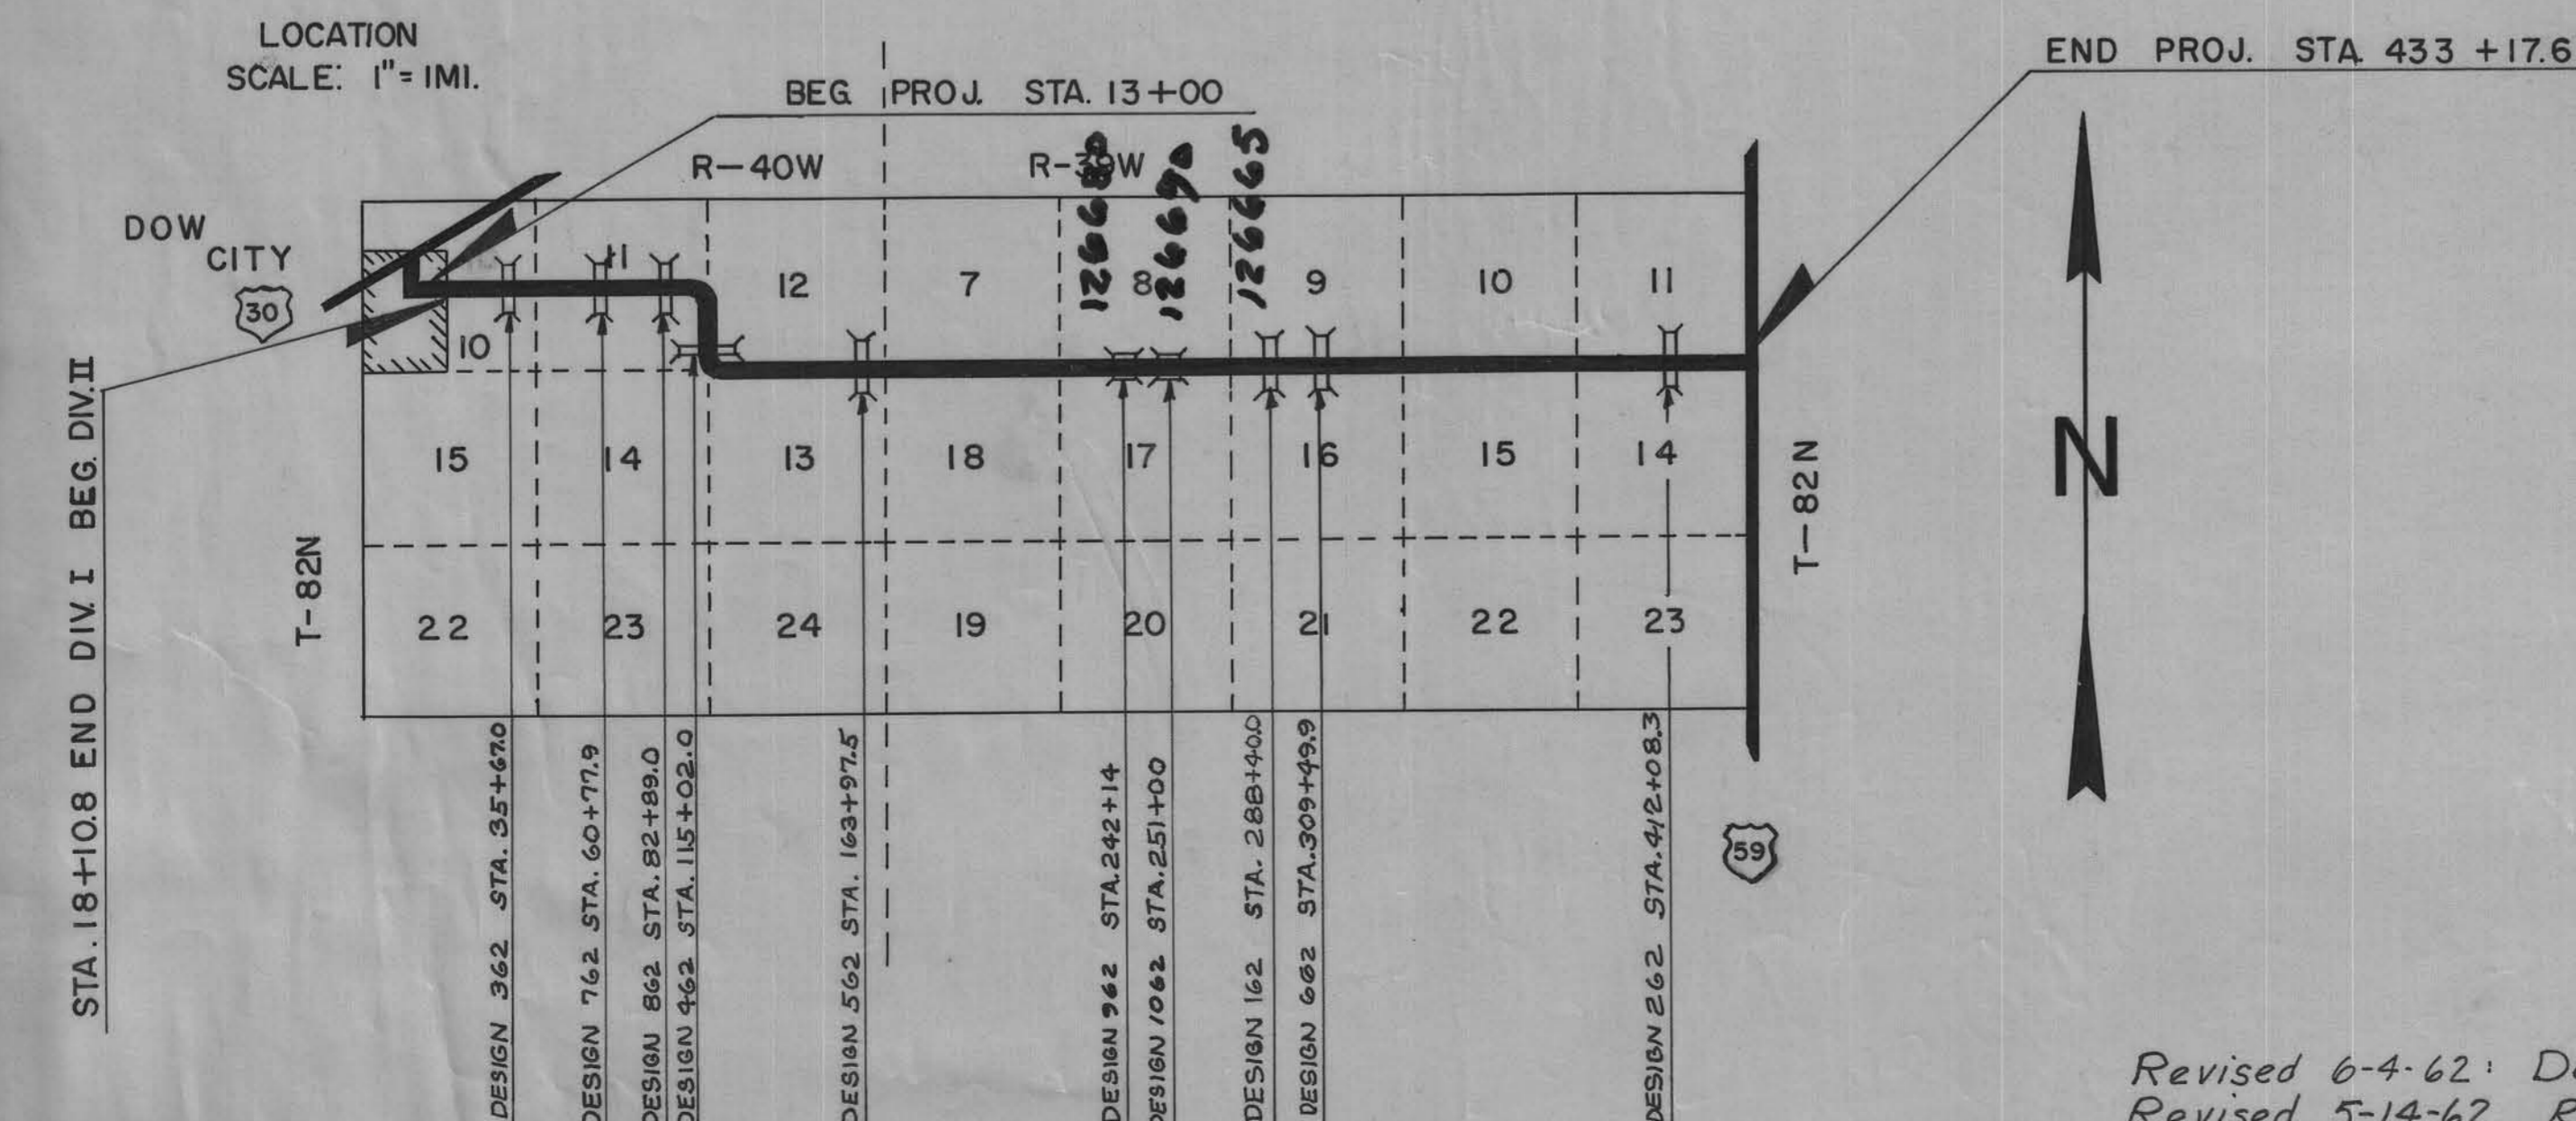 LOCATION
SCALE: 1" = 1MI.
BEG. PROJ. STA. 13+00
END PROJ. STA. 433 +17.6
R-40W
R-39W
126680
126690
126665
DOW
CITY
30
11
12
7
8
9
10
11
10
15
14
13
18
17
16
15
14
T-82N
T-82N
N
22
23
24
19
20
21
22
23
59
STA. 18+10.8 END DIV. I BEG. DIV. II
DESIGN 362 STA. 35+67.0
DESIGN 762 STA. 60+77.9
DESIGN 862 STA. 82+89.0
DESIGN 462 STA. 115+02.0
DESIGN 562 STA. 163+97.5
DESIGN 962 STA. 242+14
DESIGN 1062 STA. 251+00
DESIGN 162 STA. 288+40.0
DESIGN 662 STA. 309+49.9
DESIGN 262 STA. 412+08.3
Revised 6-4-62:
Revised 5-14-62